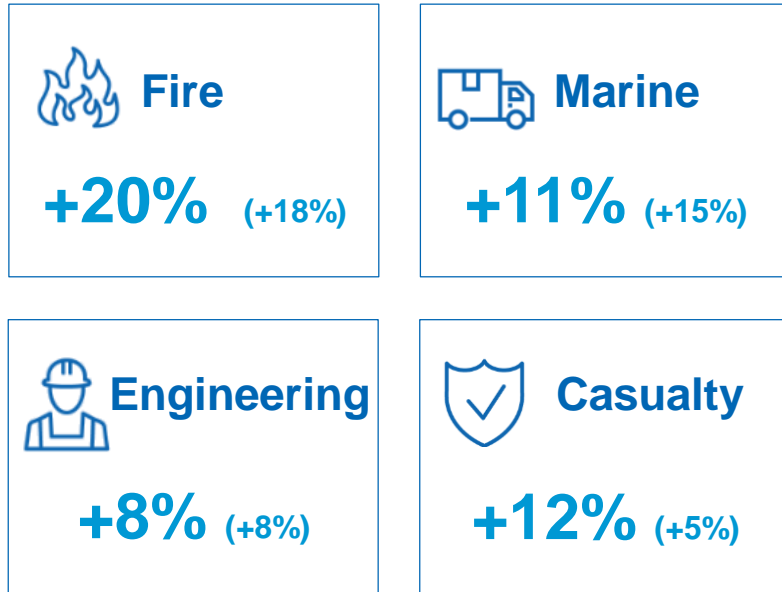 Fire
+20% (+18%)
Marine
+11% (+15%)
Engineering
+8% (+8%)
Casualty
+12% (+5%)